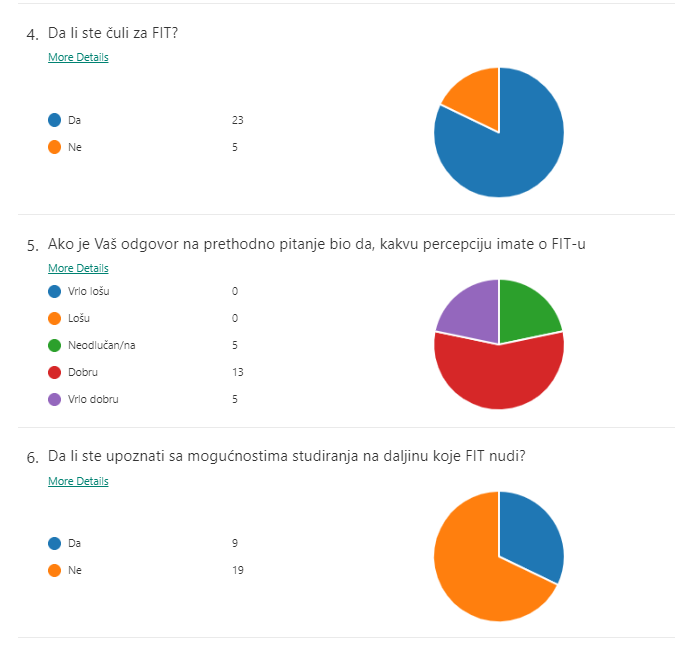 4. Da li ste čuli za FIT?
More Details
Da 23
Ne 5
5. Ako je Vaš odgovor na prethodno pitanje bio da, kakvu percepciju imate o FIT-u
More Details
Vrlo lošu 0
Lošu 0
Neodlučan/na 5
Dobru 13
Vrlo dobru 5
6. Da li ste upoznati sa mogućnostima studiranja na daljinu koje FIT nudi?
More Details
Da 9
Ne 19